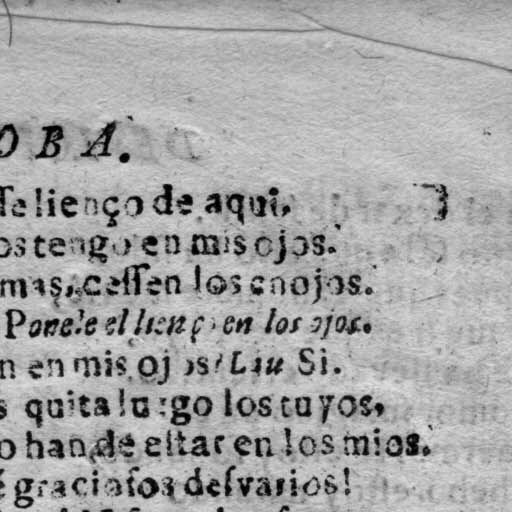 OBA.
ſſe lienço de aqui,
os tengo en mis ojos.
mas, ceſſen los enojos.
Ponele el lienço en los ojos.
n en mis ojos? Lau Si.
s quita luego los tuyos,
o han de eſtar en los mios.
é gracioſos deſvarios!